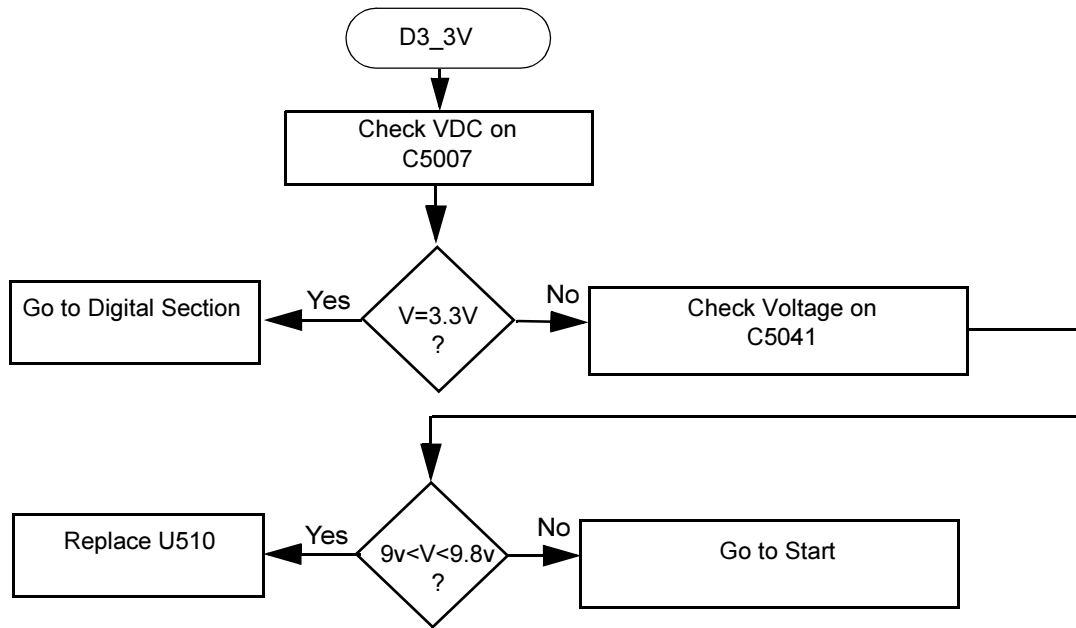 D3_3V
Check VDC on
C5007
Go to Digital Section
Yes
V=3.3V
?
No
Check Voltage on
C5041
Replace U510
Yes
9v<V<9.8v
?
No
Go to Start